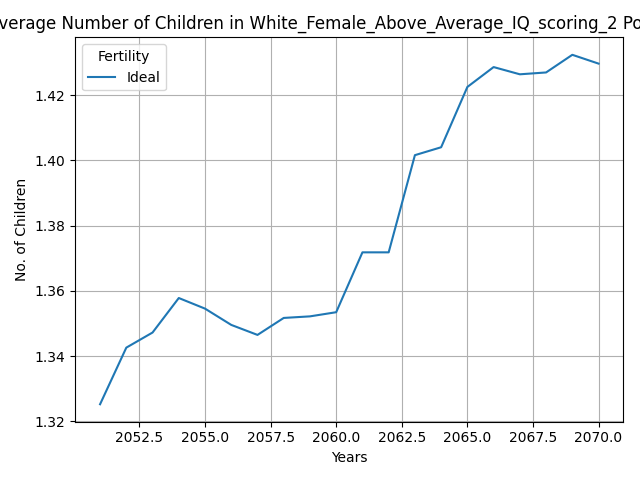 verage Number of Children in White_Female_Above_Average_IQ_scoring_2 Po
Fertility
Ideal
No. of Children
1.42
1.40
1.38
1.36
1.34
1.32
2052.5 2055.0 2057.5 2060.0 2062.5 2065.0 2067.5 2070.0
Years